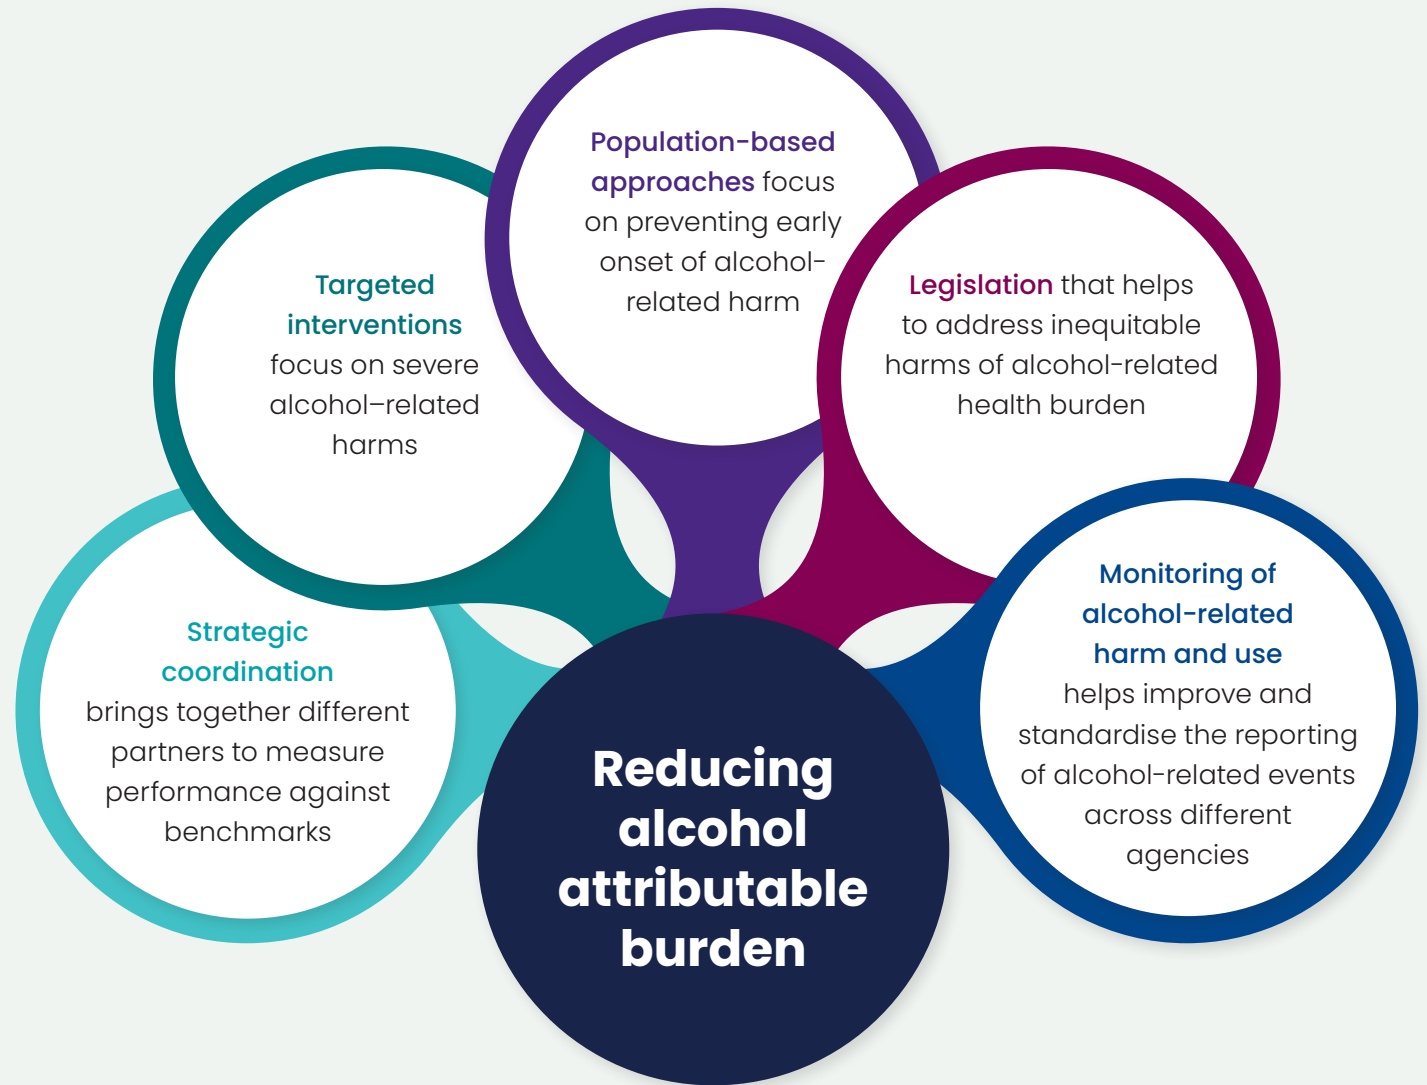 Population-based
approaches focus
on preventing early
onset of alcohol-
related harm
Targeted
interventions
focus on severe
alcohol–related
harms
Legislation that helps
to address inequitable
harms of alcohol-related
health burden
Strategic
coordination
brings together different
partners to measure
performance against
benchmarks
Monitoring of
alcohol-related
harm and use
helps improve and
standardise the reporting
of alcohol-related events
across different
agencies
Reducing
alcohol
attributable
burden